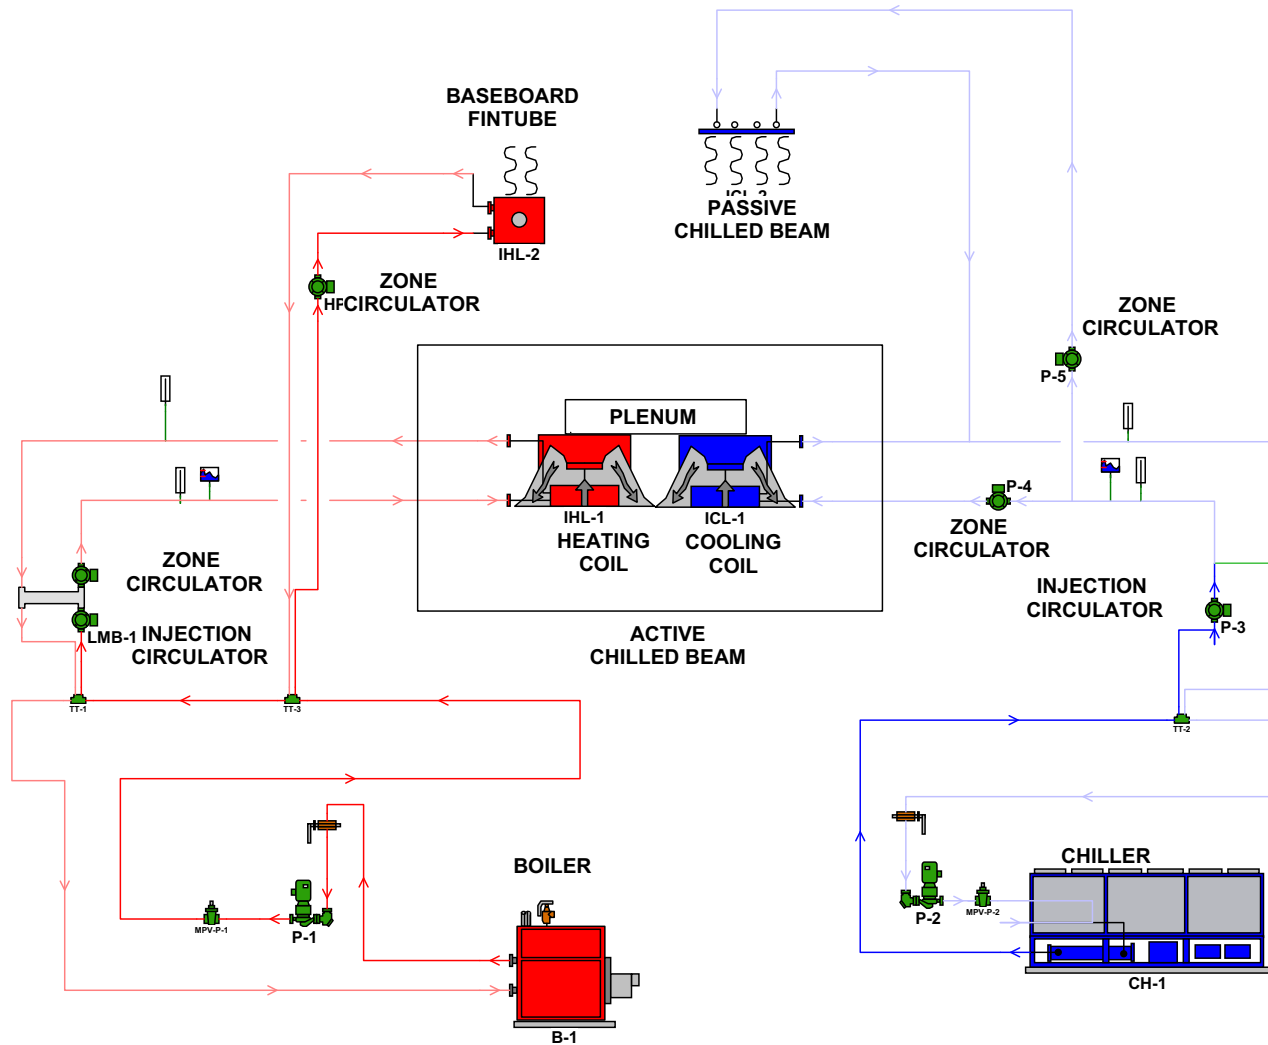 BASEBOARD
FINTUBE
IHL-2
PASSIVE
CHILLED BEAM
ZONE
CIRCULATOR
ZONE
CIRCULATOR
P-5
PLENUM
IHL-1
ICL-1
HEATING
COIL
COOLING
COIL
P-4
ZONE
CIRCULATOR
ZONE
CIRCULATOR
INJECTION
CIRCULATOR
P-3
LMB-1
INJECTION
CIRCULATOR
ACTIVE
CHILLED BEAM
TT-1
TT-3
TT-2
BOILER
CHILLER
MPV-P-1
P-1
P-2
MPV-P-2
CH-1
B-1